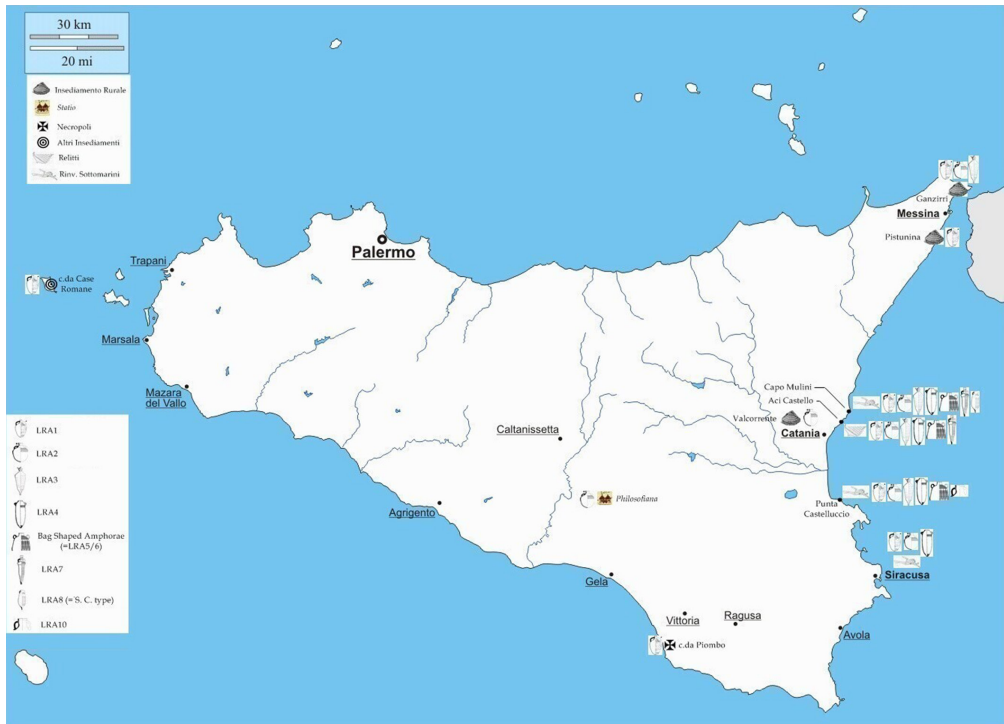 30 km
20 mi
Insediamento Rurale
Statio
Necropoli
Altri Insediamenti
Relitti
Rinv. Sottomarini
Ganzirri
Messina
Pistunina
Palermo
Trapani
c.da Case
Romane
Marsala
Mazara
del Vallo
Capo Mulini
Aci Castello
Valcorrente
Catania
Caltanissetta
Philosofiana
Agrigento
Punta
Castelluccio
Gela
Siracusa
Vittoria
Ragusa
Avola
c.da Piombo
LRA1
LRA2
LRA3
LRA4
Bag Shaped Amphorae
(=LRA5/6)
LRA7
LRA8 (=S. C. type)
LRA10